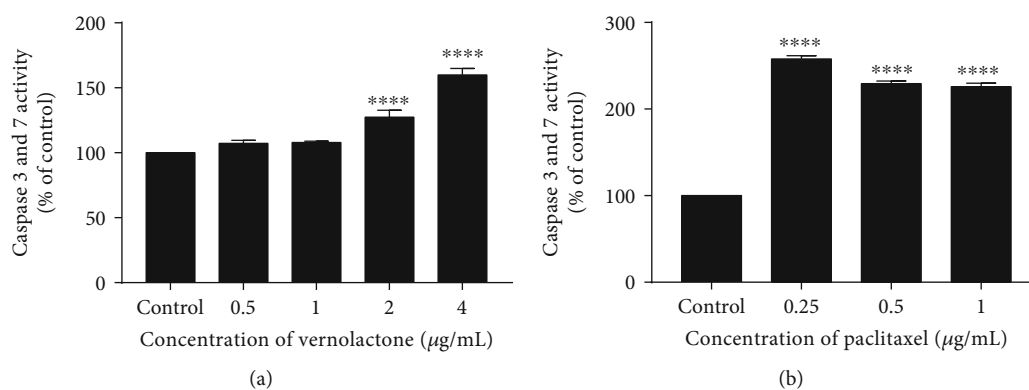 Caspase 3 and 7 activity
(% of control)
200
150
100
50
0
****
****
Control 0.5 1 2 4
Concentration of vernolactone (μg/mL)
(a)
Caspase 3 and 7 activity
(% of control)
300
200
100
0
****
****
****
Control 0.25 0.5 1
Concentration of paclitaxel (μg/mL)
(b)